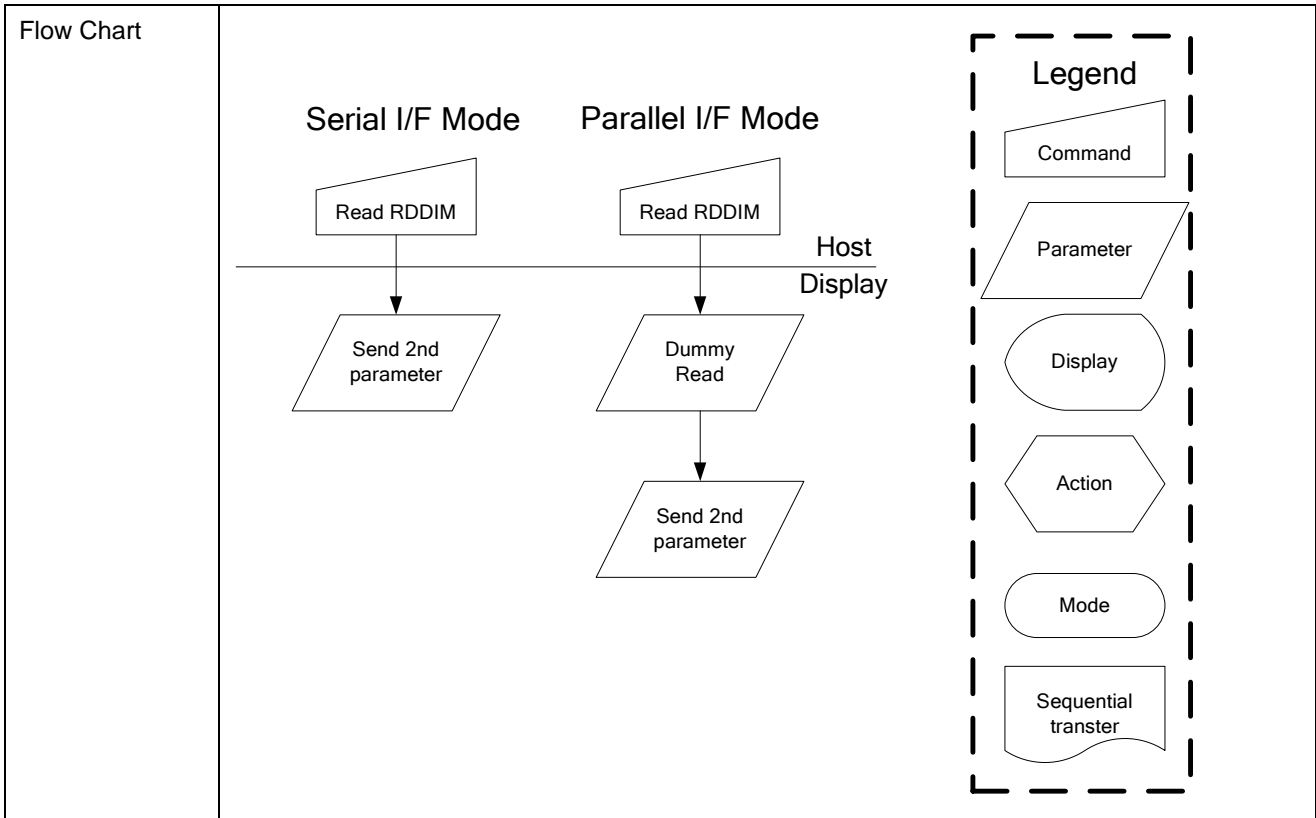 Flow Chart
Serial I/F Mode
Parallel I/F Mode
Read RDDIM
Read RDDIM
Host
Display
Send 2nd
parameter
Dummy
Read
Send 2nd
parameter
Legend
Command
Parameter
Display
Action
Mode
Sequential
transter